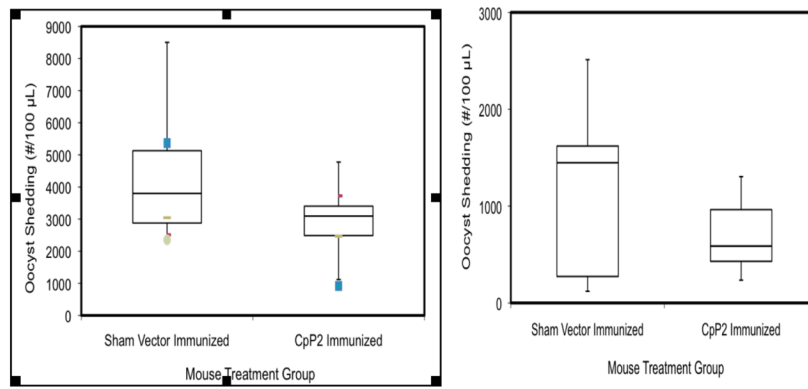 9000
8000
7000
6000
5000
4000
3000
2000
1000
0
Oocyst Shedding (#/100 µL)
Sham Vector Immunized
CpP2 Immunized
Mouse Treatment Group
3000
2000
1000
0
Oocyst Shedding (#/100 µL)
Sham Vector Immunized
CpP2 Immunized
Mouse Treatment Group